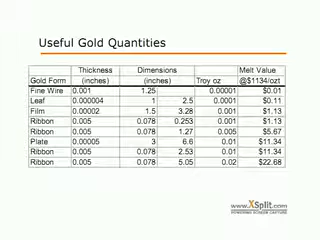 Useful Gold Quantities
Thickness Dimensions Melt Value
Gold Form (inches) (inches) Troy oz @$1134/ozt
Fine Wire 0.001 1.25 0.00001 $0.01
Leaf 0.000004 1 2.5 0.0001 $0.11
Film 0.00002 1.5 3.28 0.001 $1.13
Ribbon 0.005 0.078 0.253 0.001 $1.13
Ribbon 0.005 0.078 1.27 0.005 $5.67
Plate 0.00005 3 6.6 0.01 $11.34
Ribbon 0.005 0.078 2.53 0.01 $11.34
Ribbon 0.005 0.078 5.05 0.02 $22.68
www.XSplit.com